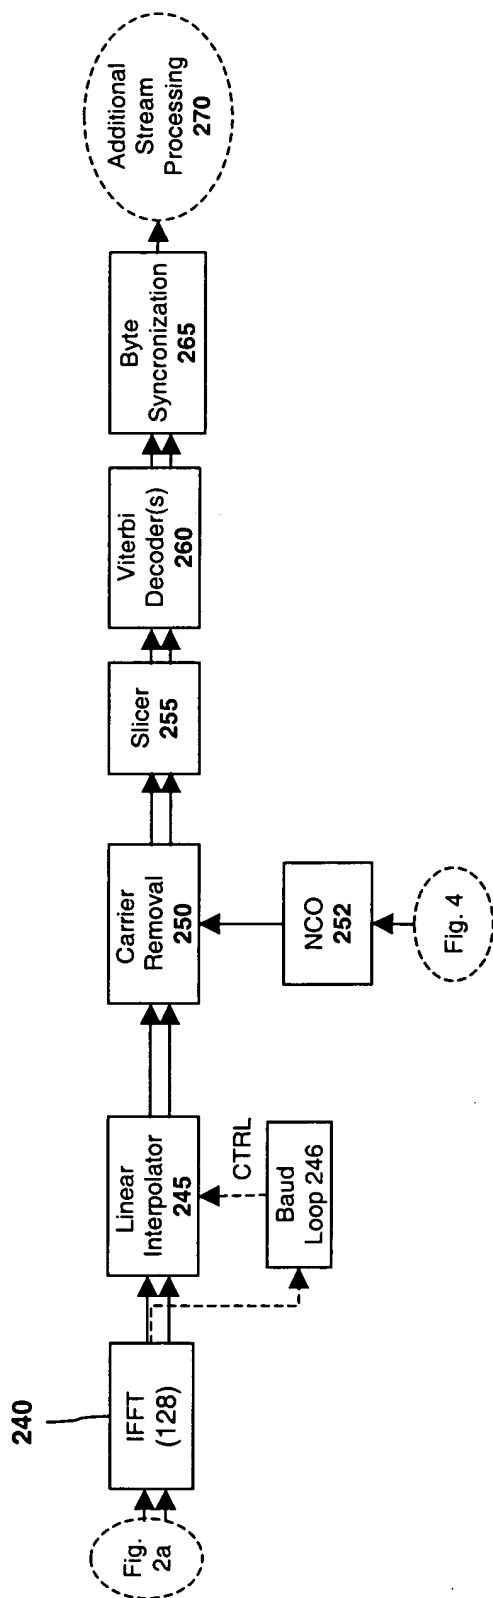 240
Fig.
2a
IFFT
(128)
Linear
Interpolator
245
CTRL
Baud
Loop 246
Carrier
Removal
250
NCO
252
Fig. 4
Slicer
255
Viterbi
Decoder(s)
260
Byte
Syncronization
265
Additional
Stream
Processing
270